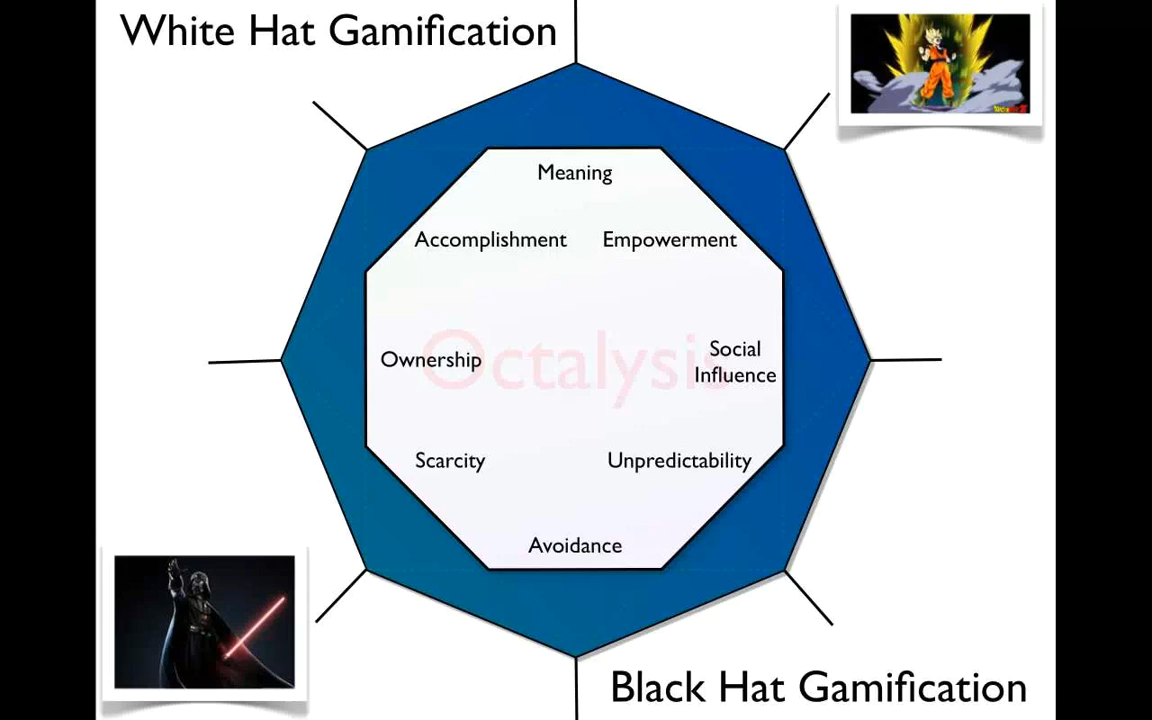 White Hat Gamification
Meaning
Accomplishment Empowerment
Octalysis
Ownership
Social
Influence
Scarcity
Unpredictability
Avoidance
Black Hat Gamification